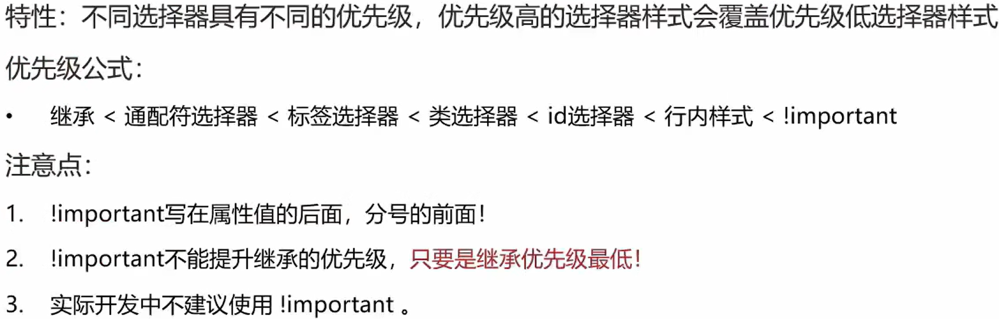 特性：不同选择器具有不同的优先级，优先级高的选择器样式会覆盖优先级低选择器样式
优先级公式：
• 继承 < 通配符选择器 < 标签选择器 < 类选择器 < id选择器 < 行内样式 < !important
注意点：
1. !important写在属性值的后面，分号的前面！
2. !important不能提升继承的优先级，只要是继承优先级最低！
3. 实际开发中不建议使用 !important 。